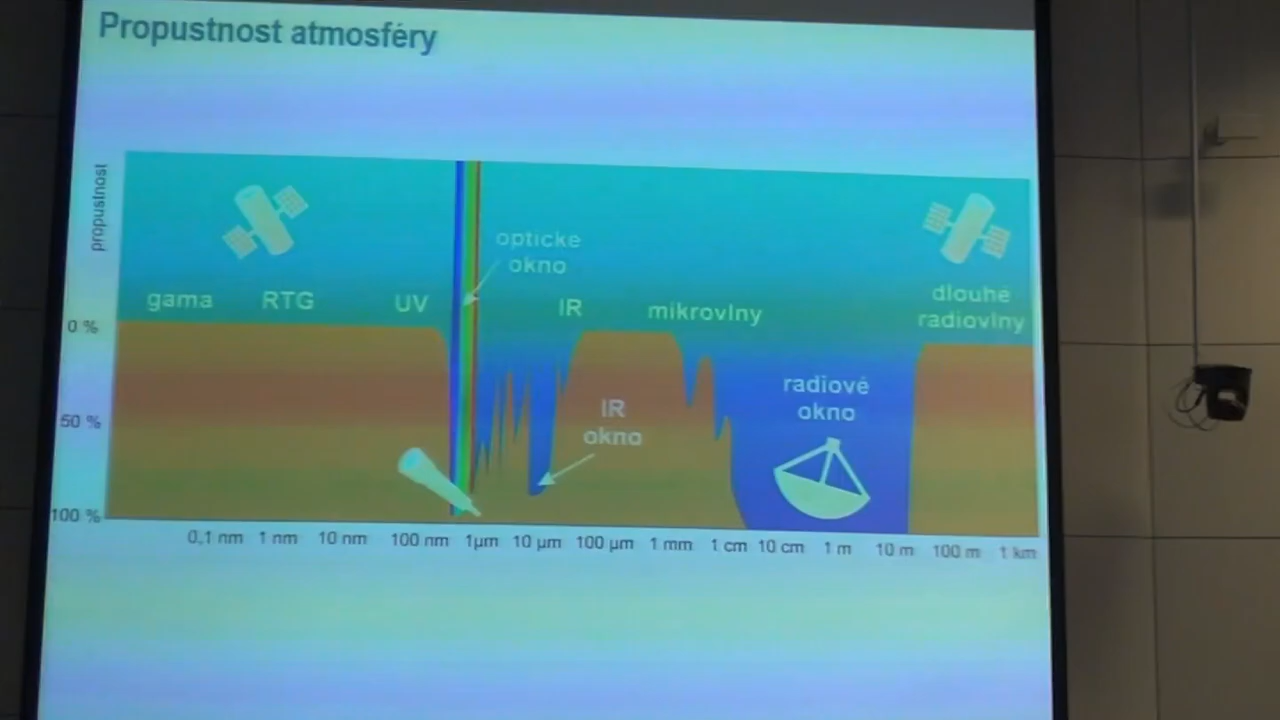 Propustnost atmosféry
propustnost
optické
okno
gama
RTG
UV
IR
mikrovlny
dlouhé
radiovlny
0 %
50 %
100 %
IR
okno
radiové
okno
0,1 nm
1 nm
10 nm
100 nm
1µm
10 µm
100 µm
1 mm
1 cm
10 cm
1 m
10 m
100 m
1 km